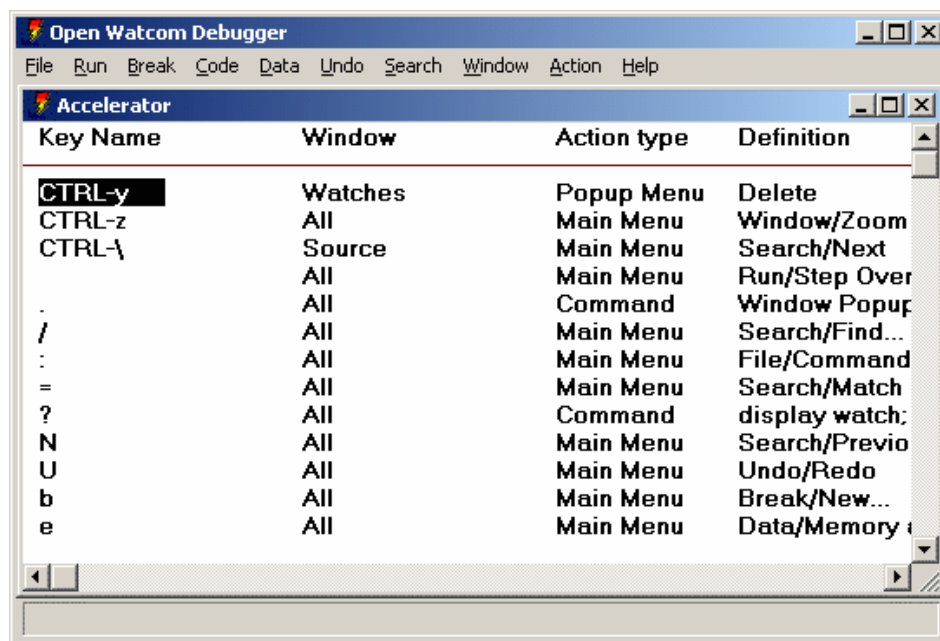 Open Watcom Debugger
File Run Break Code Data Undo Search Window Action Help
Accelerator
Key Name Window Action type Definition
CTRL-y Watches Popup Menu Delete
CTRL-z All Main Menu Window/Zoom
CTRL-\ Source Main Menu Search/Next
All Main Menu Run/Step Over
. All Command Window Popup
/ All Main Menu Search/Find...
: All Main Menu File/Command
= All Main Menu Search/Match
? All Command display watch;
N All Main Menu Search/Previo
U All Main Menu Undo/Redo
b All Main Menu Break/New...
e All Main Menu Data/Memory